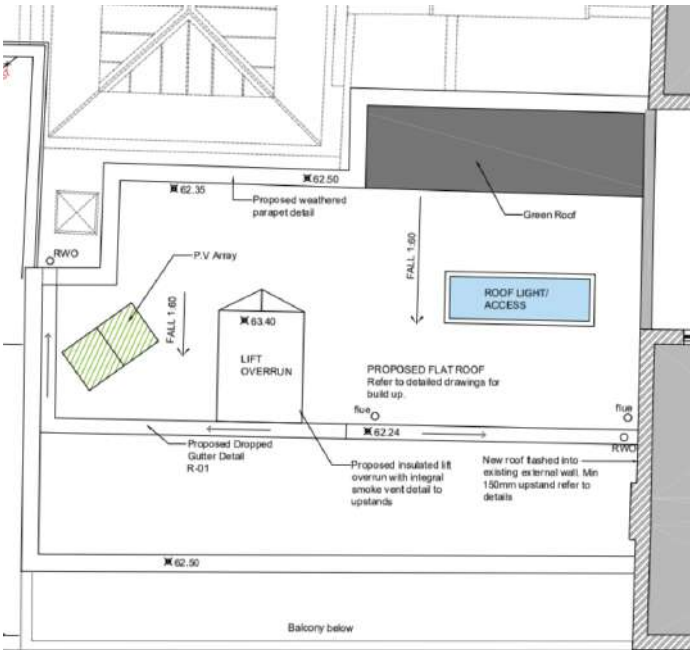 62.50
62.35
Proposed weathered
parapet detail
Green Roof
RWO
P.V Array
FALL 1:60
ROOF LIGHT/
ACCESS
FALL 1:60
63.40
LIFT
OVERRUN
PROPOSED FLAT ROOF
Refer to detailed drawings for
build up.
flue
flue
62.24
RWO
Proposed Dropped
Gutter Detail
R-01
Proposed insulated lift
overrun with integral
smoke vent detail to
upstands
New roof flashed into
existing external wall. Min
150mm upstand refer to
details
62.50
Balcony below